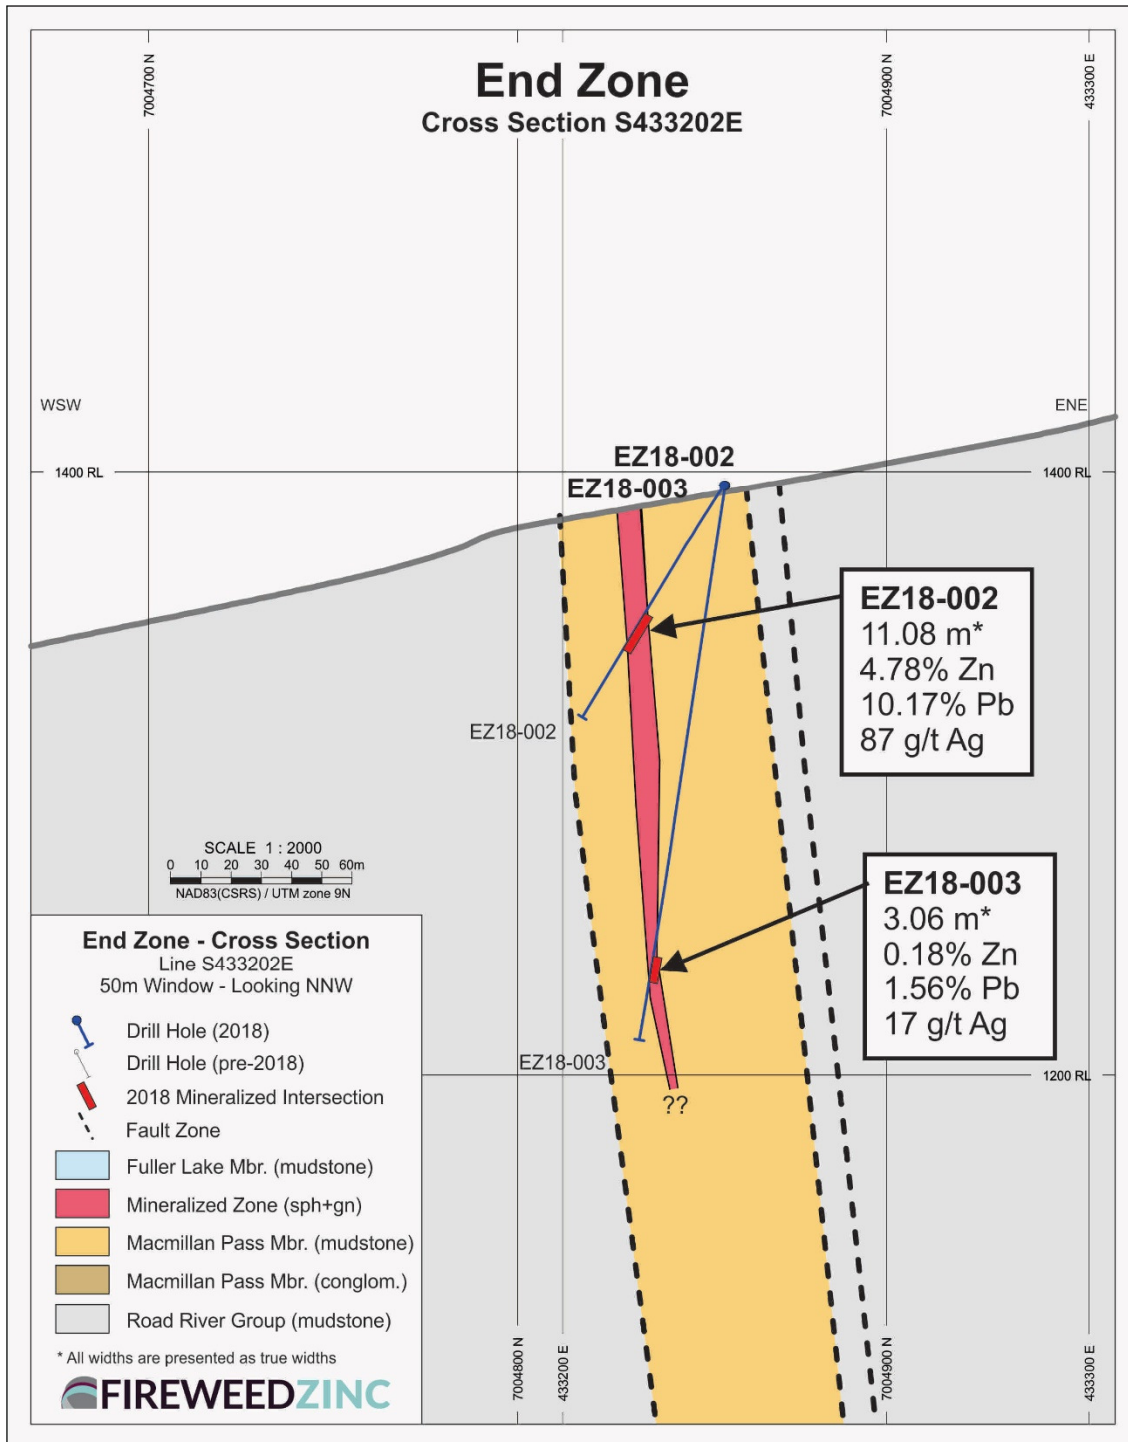 7004700 N
7004900 N
433300 E
End Zone
Cross Section S433202E
WSW
ENE
1400 RL
1400 RL
EZ18-002
EZ18-003
EZ18-002
11.08 m*
4.78% Zn
10.17% Pb
87 g/t Ag
EZ18-002
SCALE 1 : 2000
0 10 20 30 40 50 60m
NAD83(CSRS) / UTM zone 9N
EZ18-003
3.06 m*
0.18% Zn
1.56% Pb
17 g/t Ag
EZ18-003
1200 RL
??
End Zone - Cross Section
Line S433202E
50m Window - Looking NNW
Drill Hole (2018)
Drill Hole (pre-2018)
2018 Mineralized Intersection
Fault Zone
Fuller Lake Mbr. (mudstone)
Mineralized Zone (sph+gn)
Macmillan Pass Mbr. (mudstone)
Macmillan Pass Mbr. (conglom.)
Road River Group (mudstone)
* All widths are presented as true widths
FIREWEEDZINC
7004800 N
433200 E
7004900 N
433300 E